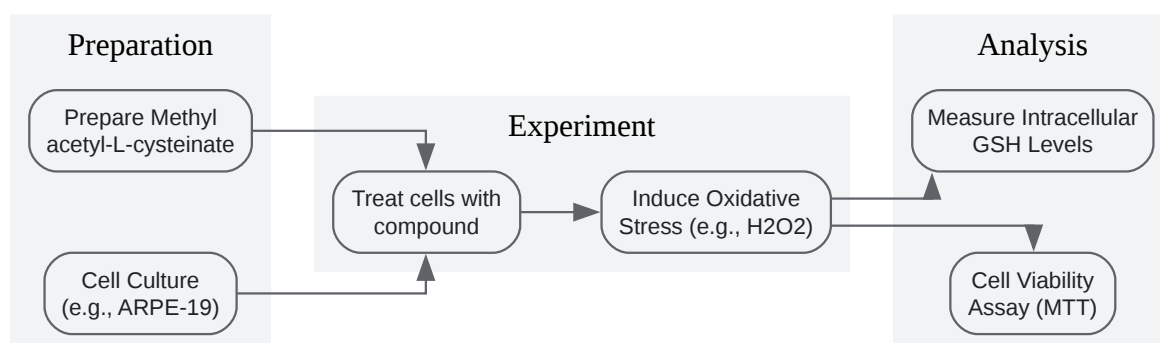 Preparation
Prepare Methyl
acetyl-L-cysteinate
Cell Culture
(e.g., ARPE-19)
Experiment
Treat cells with
compound
Induce Oxidative
Stress (e.g., H2O2)
Analysis
Measure Intracellular
GSH Levels
Cell Viability
Assay (MTT)